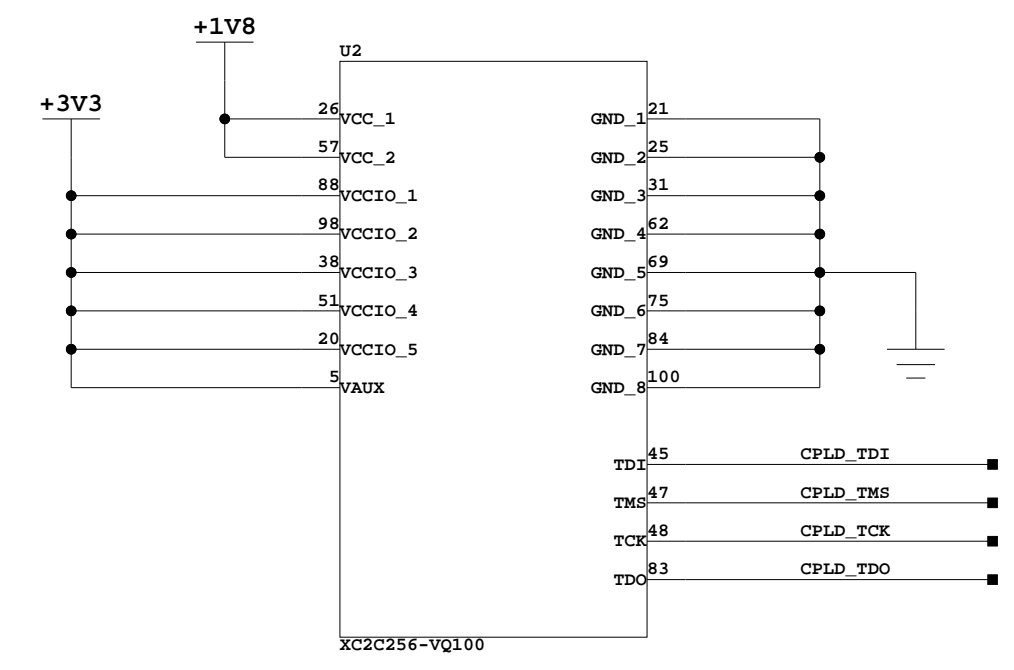 +1V8
U2
+3V3
26 VCC_1 GND_1 21
57 VCC_2 GND_2 25
88 VCCIO_1 GND_3 31
98 VCCIO_2 GND_4 62
38 VCCIO_3 GND_5 69
51 VCCIO_4 GND_6 75
20 VCCIO_5 GND_7 84
5 VAUX GND_8 100
TDI 45 CPLD_TDI
TMS 47 CPLD_TMS
TCK 48 CPLD_TCK
TDO 83 CPLD_TDO
XC2C256-VQ100